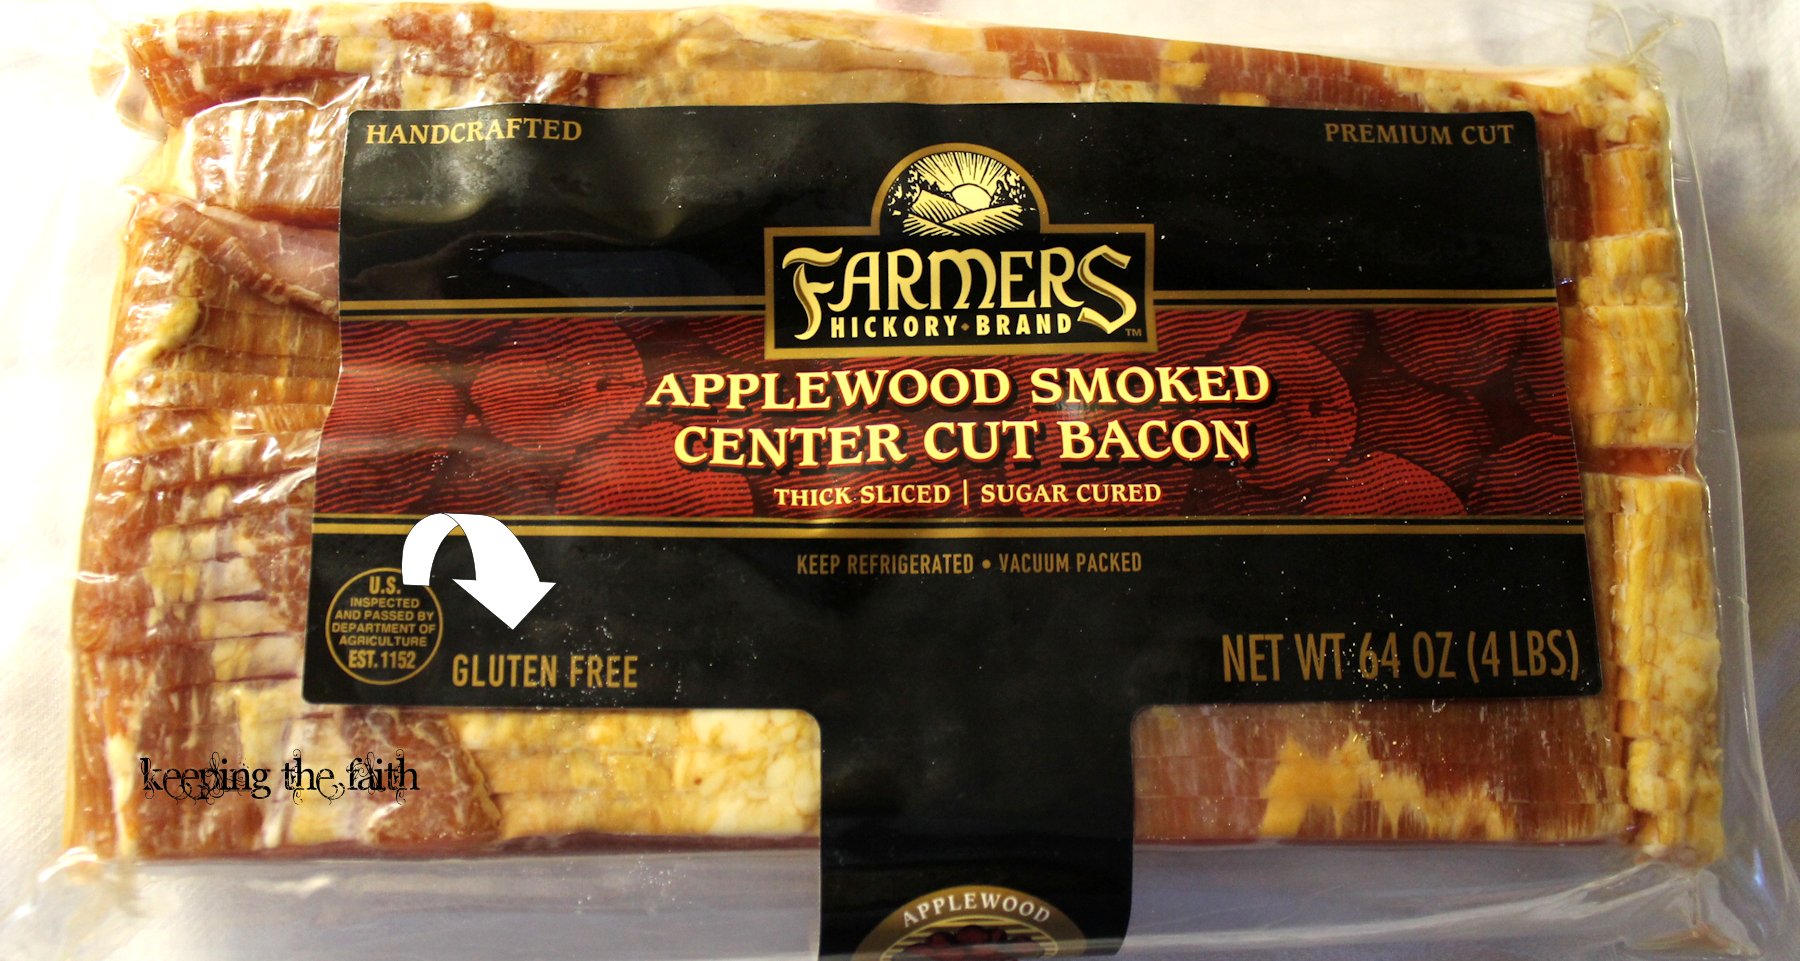 HANDCRAFTED
PREMIUM CUT
FARMERS
HICKORY • BRAND ™
APPLEWOOD SMOKED
CENTER CUT BACON
THICK SLICED | SUGAR CURED
KEEP REFRIGERATED • VACUUM PACKED
U.S.
INSPECTED
AND PASSED BY
DEPARTMENT OF
AGRICULTURE
EST. 1152
GLUTEN FREE
NET WT 64 OZ (4 LBS)
keeping the faith
APPLEWOOD